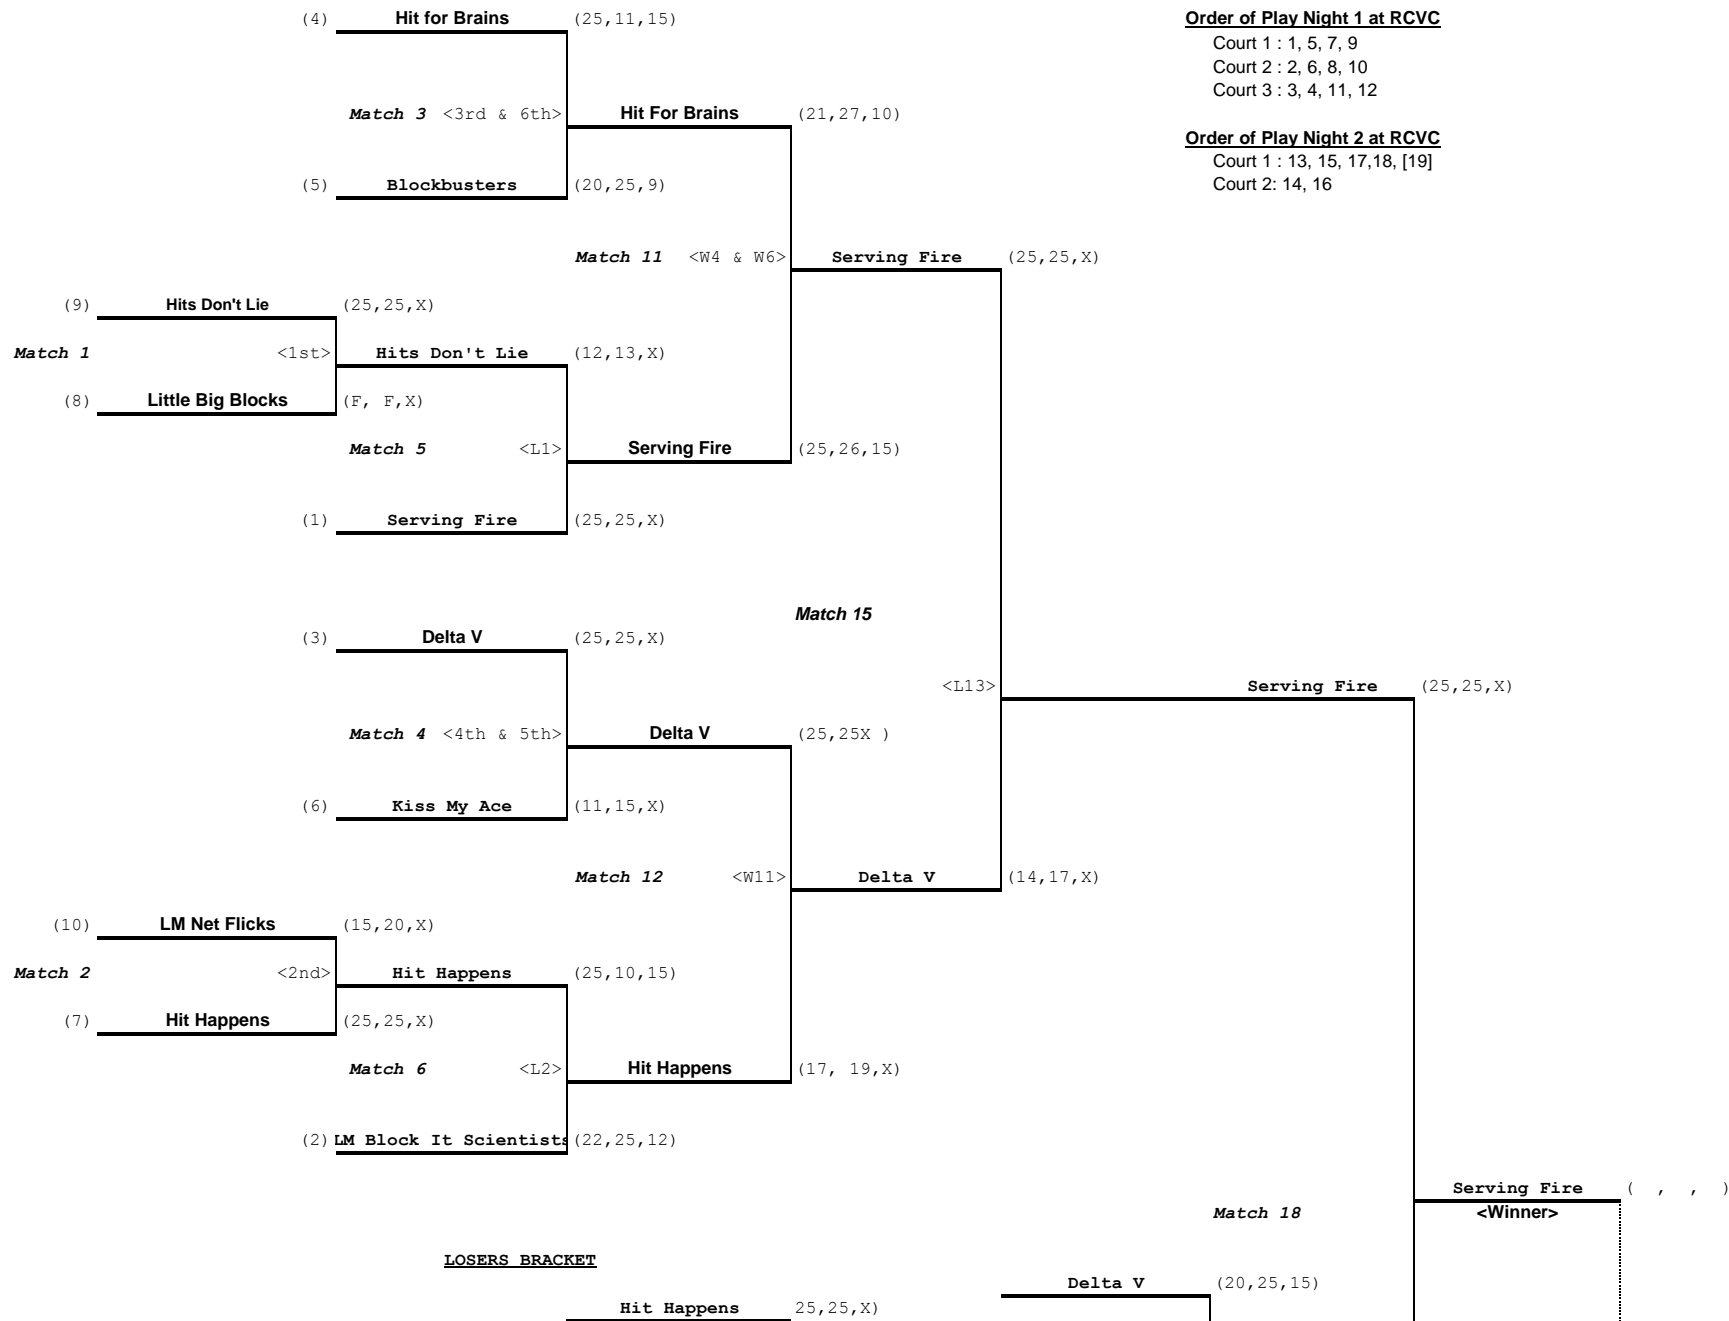 (4) Hit for Brains (25,11,15) Order of Play Night 1 at RCVC
Court 1 : 1, 5, 7, 9
Court 2 : 2, 6, 8, 10
Court 3 : 3, 4, 11, 12
Match 3 <3rd & 6th> Hit For Brains (21,27,10)
Order of Play Night 2 at RCVC
Court 1 : 13, 15, 17,18, [19]
Court 2: 14, 16
(5) Blockbusters (20,25,9)
Match 11 <W4 & W6> Serving Fire (25,25,X)
(9) Hits Don't Lie (25,25,X)
Match 1 <1st> Hits Don't Lie (12,13,X)
(8) Little Big Blocks (F, F,X)
Match 5 <L1> Serving Fire (25,26,15)
(1) Serving Fire (25,25,X)
Match 15
(3) Delta V (25,25,X)
<L13> Serving Fire (25,25,X)
Match 4 <4th & 5th> Delta V (25,25X )
(6) Kiss My Ace (11,15,X)
Match 12 <W11> Delta V (14,17,X)
(10) LM Net Flicks (15,20,X)
Match 2 <2nd> Hit Happens (25,10,15)
(7) Hit Happens (25,25,X)
Match 6 <L2> Hit Happens (17, 19,X)
(2) LM Block It Scientists (22,25,12)
Serving Fire ( , , )
Match 18 <Winner>
LOSERS BRACKET
Delta V (20,25,15)
Hit Happens 25,25,X)